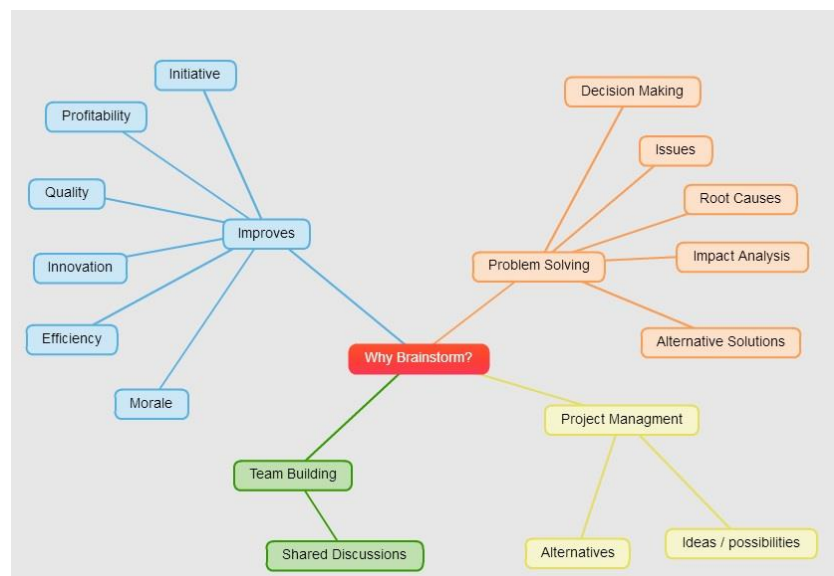 Why Brainstorm?
Improves
Initiative
Profitability
Quality
Innovation
Efficiency
Morale
Problem Solving
Decision Making
Issues
Root Causes
Impact Analysis
Alternative Solutions
Team Building
Shared Discussions
Project Managment
Alternatives
Ideas / possibilities